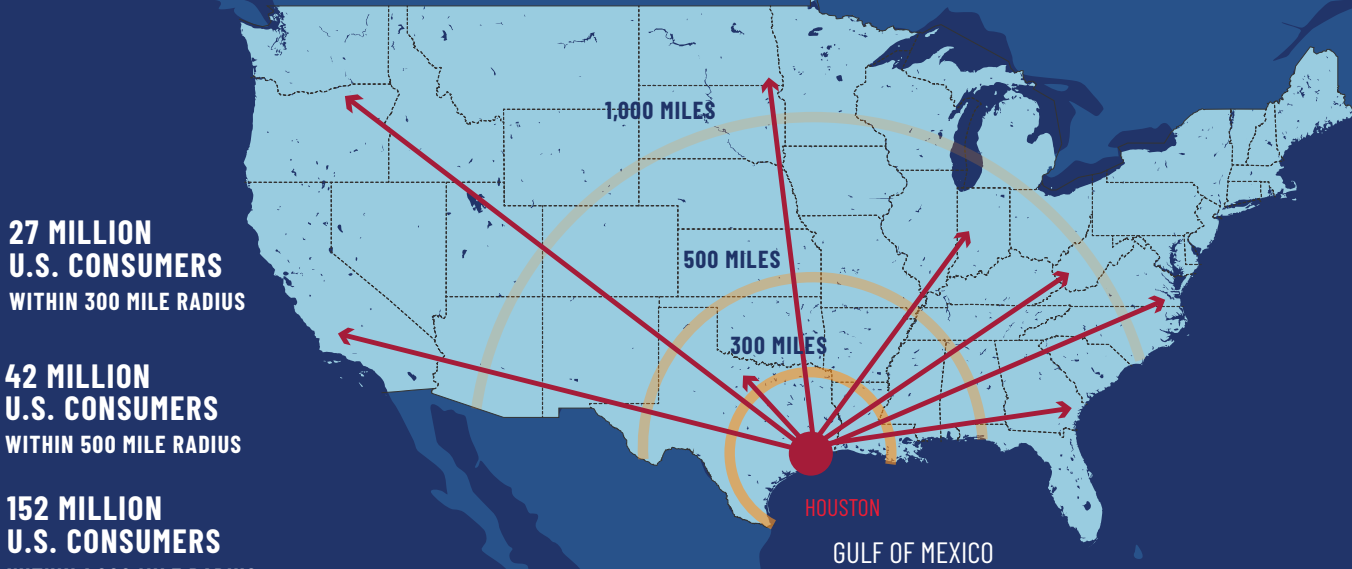 27 MILLION
U.S. CONSUMERS
WITHIN 300 MILE RADIUS
42 MILLION
U.S. CONSUMERS
WITHIN 500 MILE RADIUS
152 MILLION
U.S. CONSUMERS
1,000 MILES
500 MILES
300 MILES
HOUSTON
GULF OF MEXICO